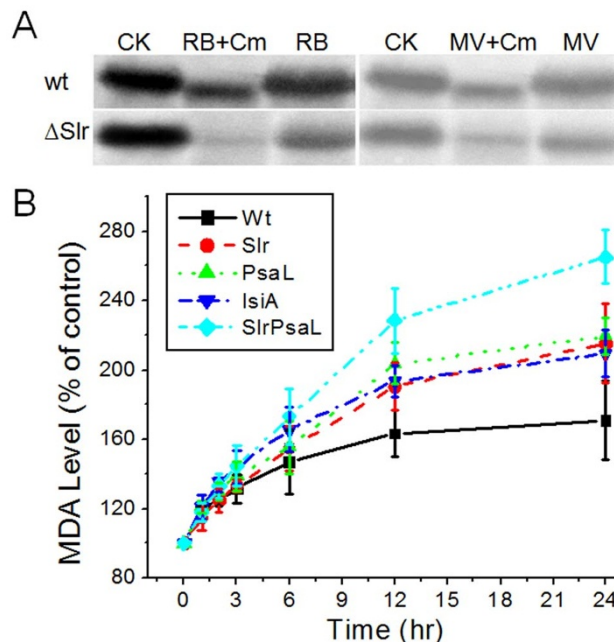 A
CK RB+Cm RB CK MV+Cm MV
wt
ΔSlr
B
Wt
Slr
PsaL
IsiA
SlrPsaL
MDA Level (% of control)
280
240
200
160
120
80
0 3 6 9 12 15 18 21 24
Time (hr)